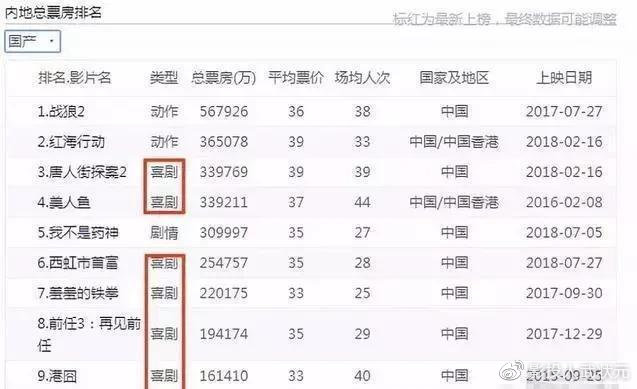 内地总票房排名
标红为最新上榜，最终数据可能调整
国产
排名.影片名 类型 总票房(万) 平均票价 场均人次 国家及地区 上映日期
1.战狼2 动作 567926 36 38 中国 2017-07-27
2.红海行动 动作 365078 39 33 中国/中国香港 2018-02-16
3.唐人街探案2 喜剧 339769 39 39 中国 2018-02-16
4.美人鱼 喜剧 339211 37 44 中国/中国香港 2016-02-08
5.我不是药神 剧情 309997 35 27 中国 2018-07-05
6.西虹市首富 喜剧 254757 35 28 中国 2018-07-27
7.羞羞的铁拳 喜剧 220175 33 25 中国 2017-09-30
8.前任3：再见前
任 喜剧 194174 35 29 中国 2017-12-29
9.港囧 喜剧 161410 33 40 中国